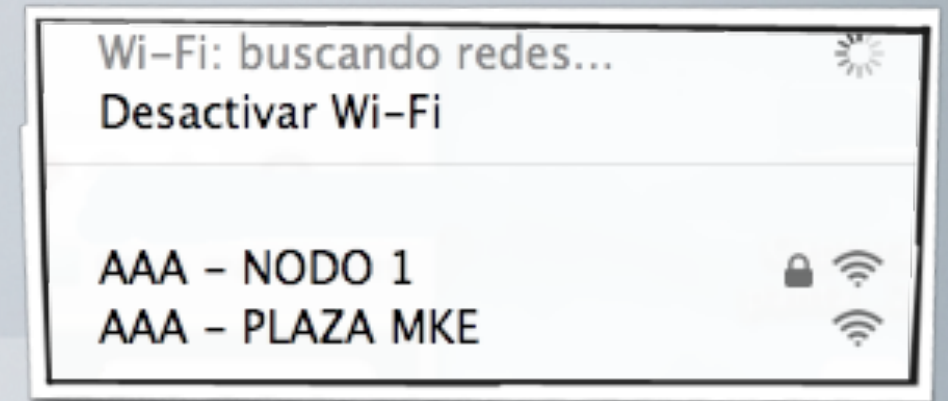 Wi-Fi: buscando redes...
Desactivar Wi-Fi
AAA - NODO 1
AAA - PLAZA MKE